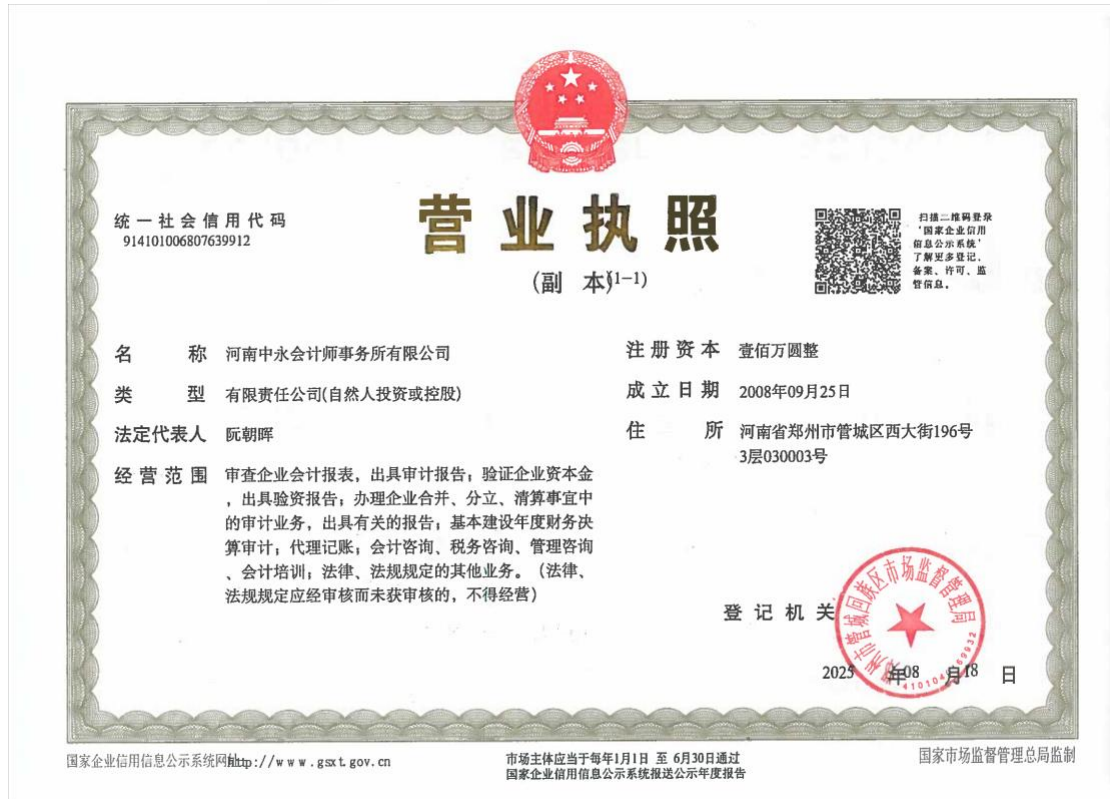 统一社会信用代码
914101006807639912
营业执照
(副 本)(1-1)
扫描二维码登录
‘国家企业信用
信息公示系统’
了解更多登记、
备案、许可、监
管信息。
名 称 河南中永会计师事务所有限公司
类 型 有限责任公司(自然人投资或控股)
法定代表人 阮朝晖
经营范围 审查企业会计报表，出具审计报告；验证企业资本金
，出具验资报告；办理企业合并、分立、清算事宜中
的审计业务，出具有关的报告；基本建设年度财务决
算审计；代理记账；会计咨询、税务咨询、管理咨询
、会计培训；法律、法规规定的其他业务。（法律、
法规规定应经审核而未获审核的，不得经营）
注册资本 壹佰万圆整
成立日期 2008年09月25日
住 所 河南省郑州市管城区西大街196号
3层030003号
登记机关
郑州市管城回族区市场监督管理局
2025年08月18日
国家企业信用信息公示系统网址http://www.gsxt.gov.cn
市场主体应当于每年1月1日 至 6月30日通过
国家企业信用信息公示系统报送公示年度报告
国家市场监督管理总局监制